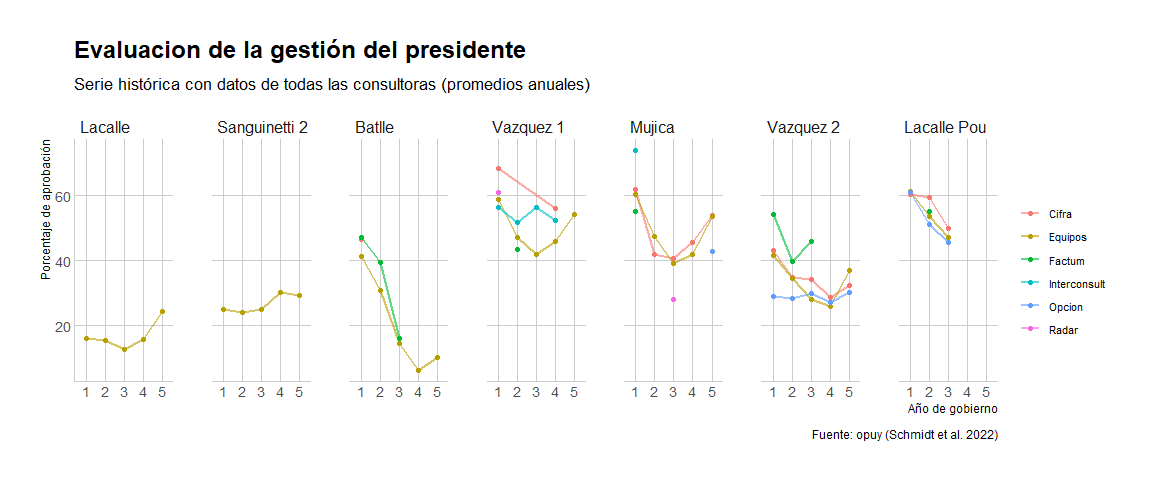 Evaluacion de la gestión del presidente
Serie histórica con datos de todas las consultoras (promedios anuales)
Lacalle Sanguinetti 2 Batlle Vazquez 1 Mujica Vazquez 2 Lacalle Pou
Porcentaje de aprobación
60
40
20
Cifra
Equipos
Factum
Interconsult
Opcion
Radar
1 2 3 4 5 1 2 3 4 5 1 2 3 4 5 1 2 3 4 5 1 2 3 4 5 1 2 3 4 5 1 2 3 4 5
Año de gobierno
Fuente: opuy (Schmidt et al. 2022)